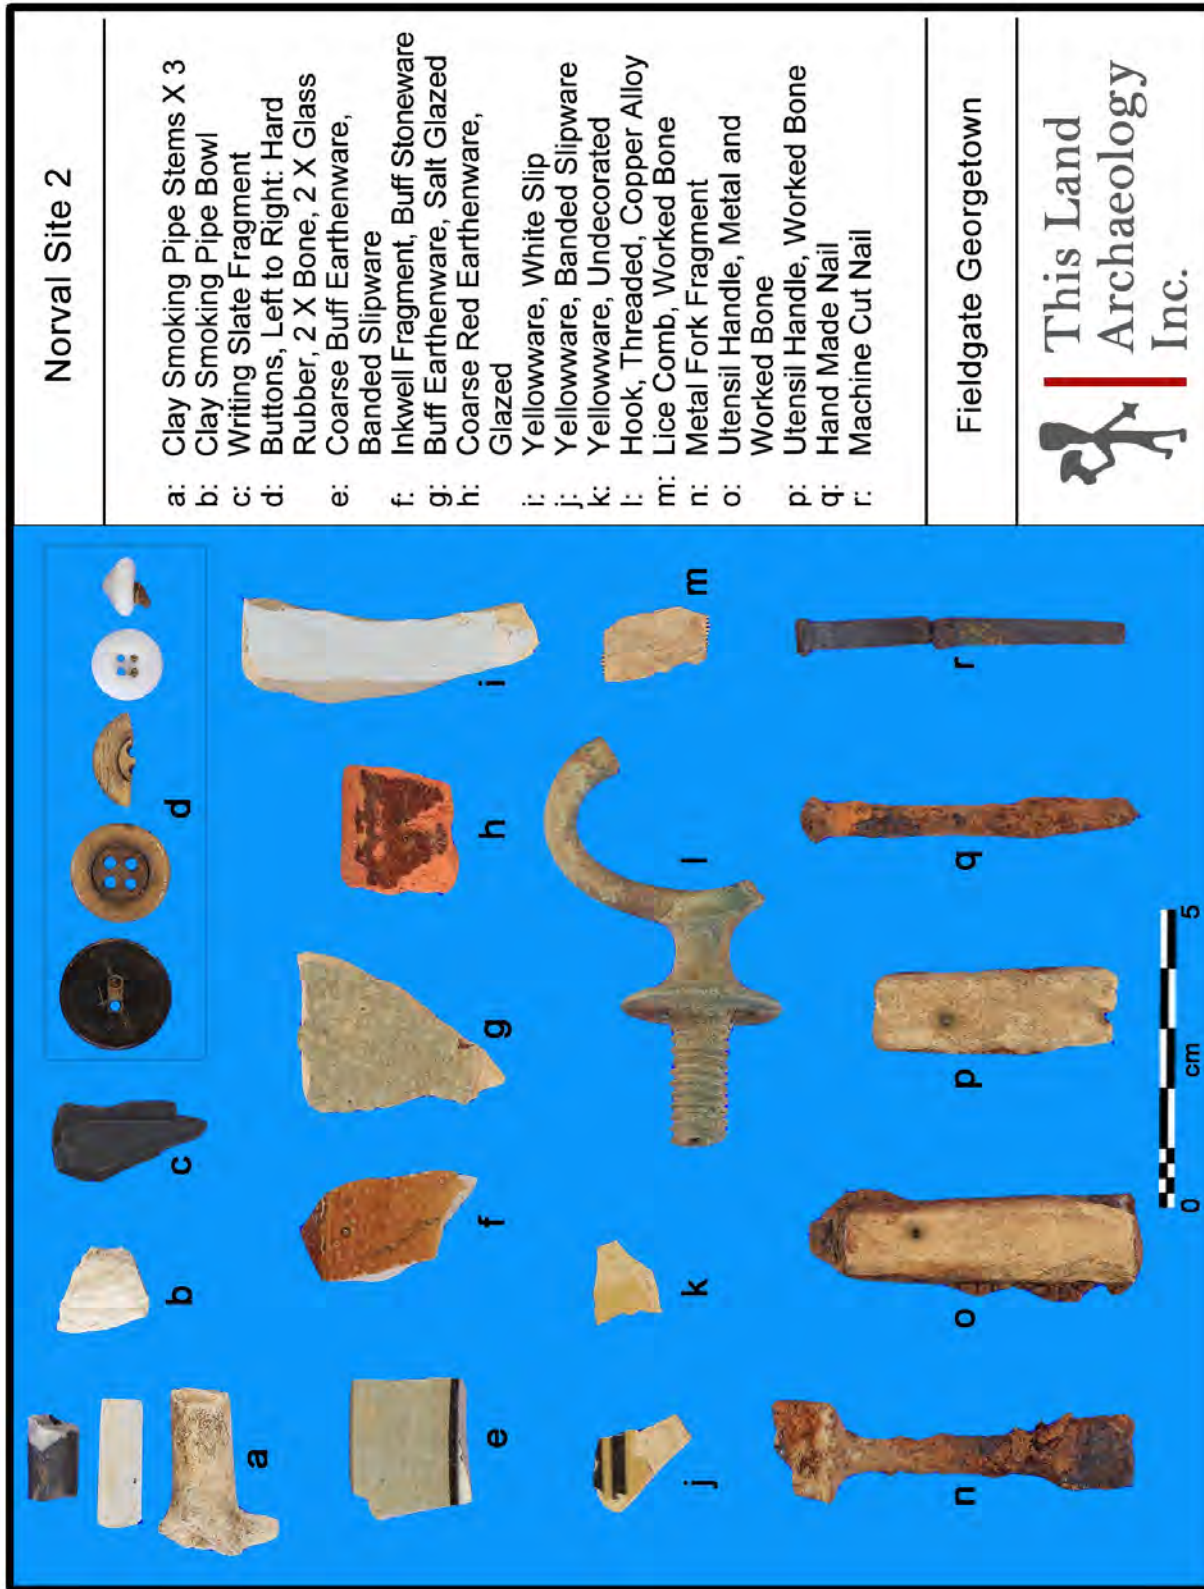 Norval Site 2
a: Clay Smoking Pipe Stems X 3
b: Clay Smoking Pipe Bowl
c: Writing Slate Fragment
d: Buttons, Left to Right: Hard
Rubber, 2 X Bone, 2 X Glass
e: Coarse Buff Earthenware,
Banded Slipware
f: Inkwell Fragment, Buff Stoneware
g: Buff Earthenware, Salt Glazed
h: Coarse Red Earthenware,
Glazed
i: Yellowware, White Slip
j: Yelloware, Banded Slipware
k: Yellowware, Undecorated
l: Hook, Threaded, Copper Alloy
m: Lice Comb, Worked Bone
n: Metal Fork Fragment
o: Utensil Handle, Metal and
Worked Bone
p: Utensil Handle, Worked Bone
q: Hand Made Nail
r: Machine Cut Nail
Fieldgate Georgetown
This Land
Archaeology
Inc.
a
b
c
d
e
f
g
h
i
j
k
l
m
n
o
p
q
r
0 cm 5